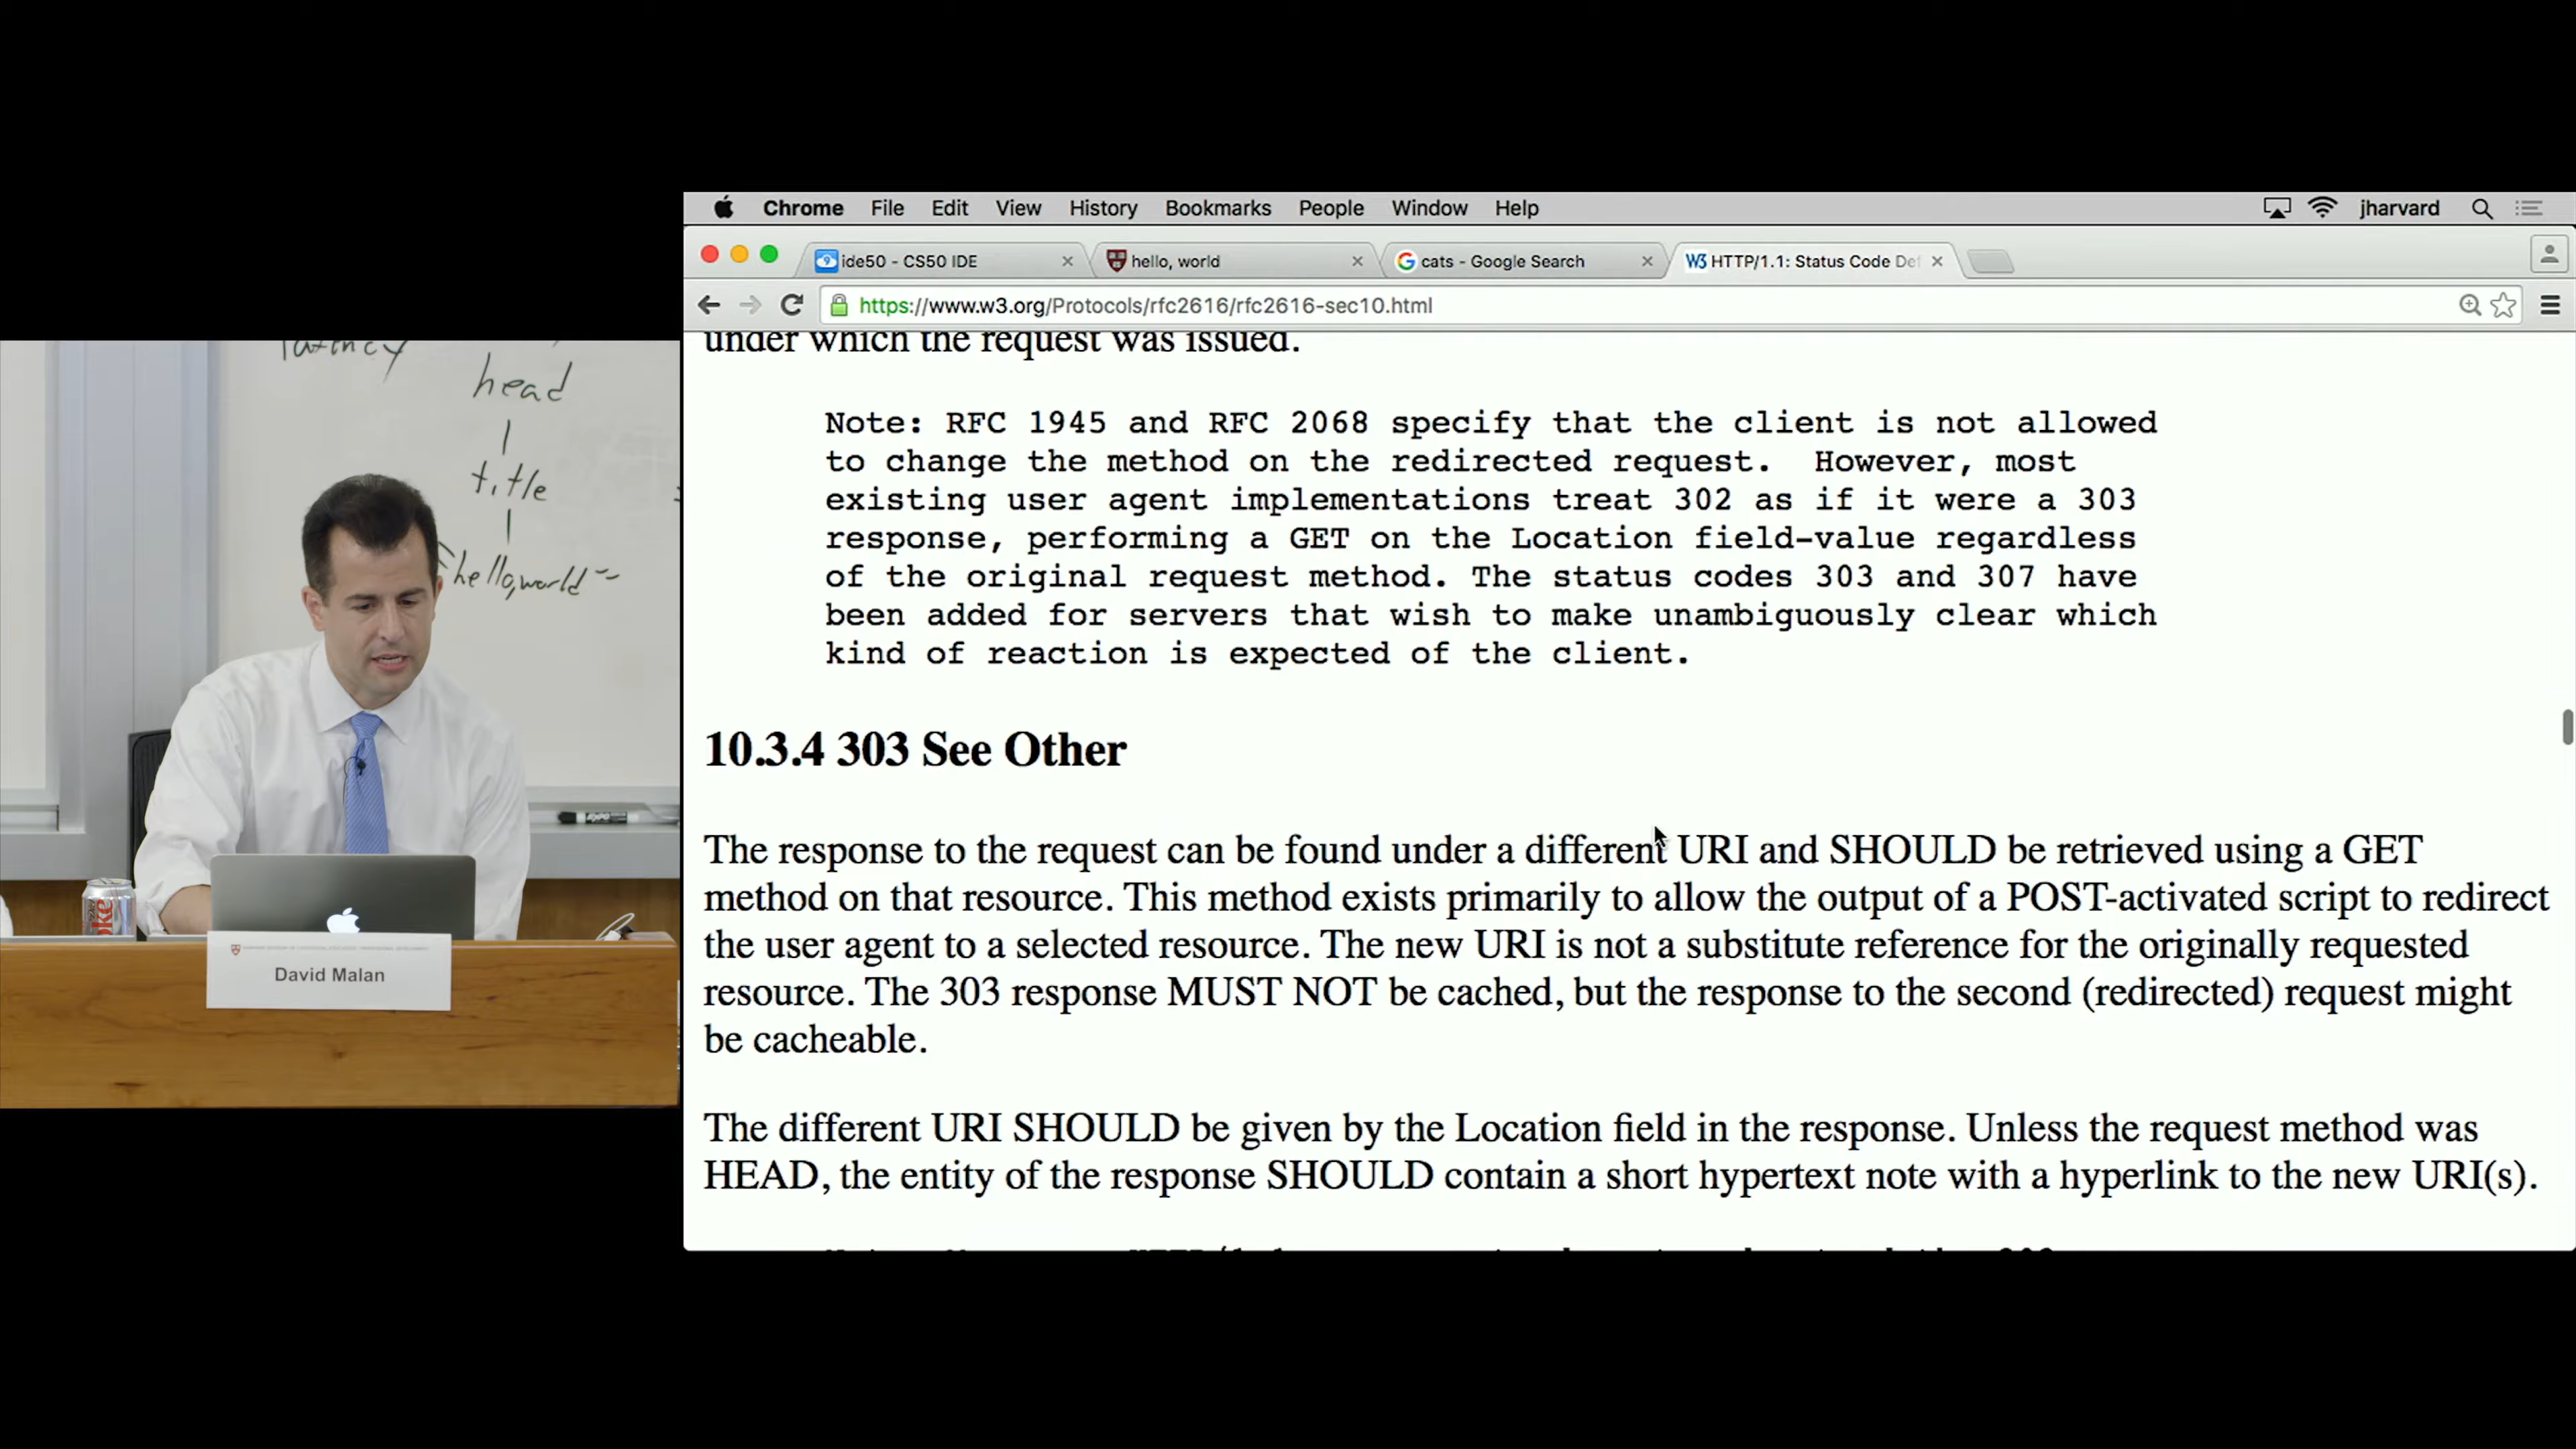 Chrome File Edit View History Bookmarks People Window Help jharvard
ide50 - CS50 IDE
hello, world
cats - Google Search
W3 HTTP/1.1: Status Code Def
https://www.w3.org/Protocols/rfc2616/rfc2616-sec10.html
under which the request was issued.
Note: RFC 1945 and RFC 2068 specify that the client is not allowed
to change the method on the redirected request. However, most
existing user agent implementations treat 302 as if it were a 303
response, performing a GET on the Location field-value regardless
of the original request method. The status codes 303 and 307 have
been added for servers that wish to make unambiguously clear which
kind of reaction is expected of the client.
10.3.4 303 See Other
The response to the request can be found under a different URI and SHOULD be retrieved using a GET
method on that resource. This method exists primarily to allow the output of a POST-activated script to redirect
the user agent to a selected resource. The new URI is not a substitute reference for the originally requested
resource. The 303 response MUST NOT be cached, but the response to the second (redirected) request might
be cacheable.
The different URI SHOULD be given by the Location field in the response. Unless the request method was
HEAD, the entity of the response SHOULD contain a short hypertext note with a hyperlink to the new URI(s).
latency
head
title
hello, world
EXPO
Coke
David Malan